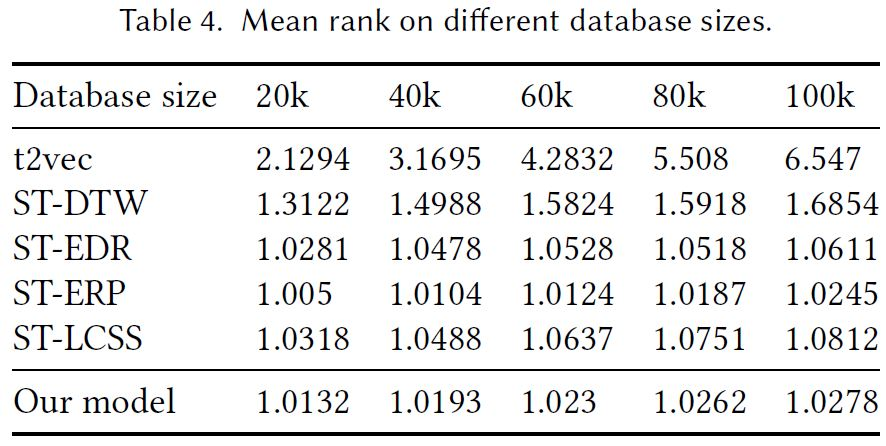 Table 4. Mean rank on different database sizes.
Database size 20k 40k 60k 80k 100k
t2vec 2.1294 3.1695 4.2832 5.508 6.547
ST-DTW 1.3122 1.4988 1.5824 1.5918 1.6854
ST-EDR 1.0281 1.0478 1.0528 1.0518 1.0611
ST-ERP 1.005 1.0104 1.0124 1.0187 1.0245
ST-LCSS 1.0318 1.0488 1.0637 1.0751 1.0812
Our model 1.0132 1.0193 1.023 1.0262 1.0278